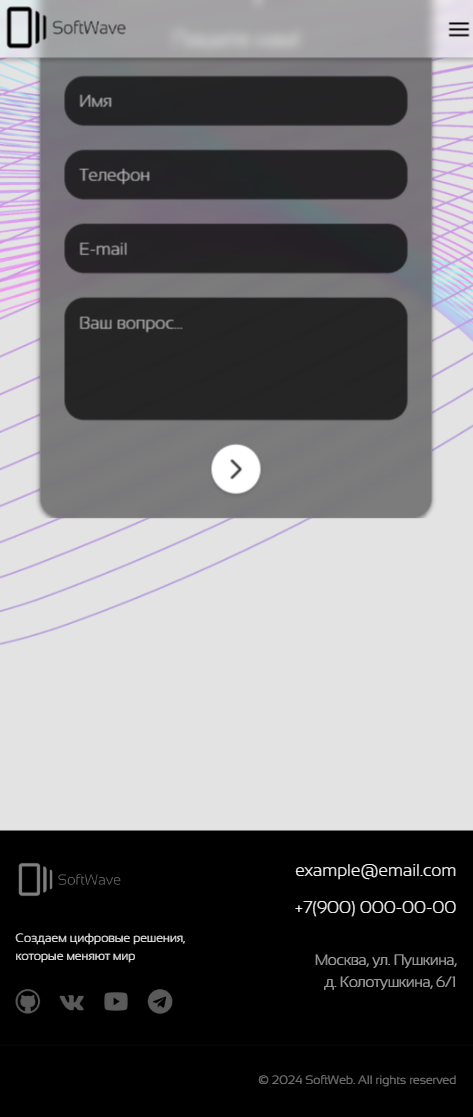 SoftWave
Имя
Телефон
E-mail
Ваш вопрос...
SoftWave
Создаем цифровые решения,
которые меняют мир
example@email.com
+7(900) 000-00-00
Москва, ул. Пушкина,
д. Колотушкина, 6/1
© 2024 SoftWeb. All rights reserved